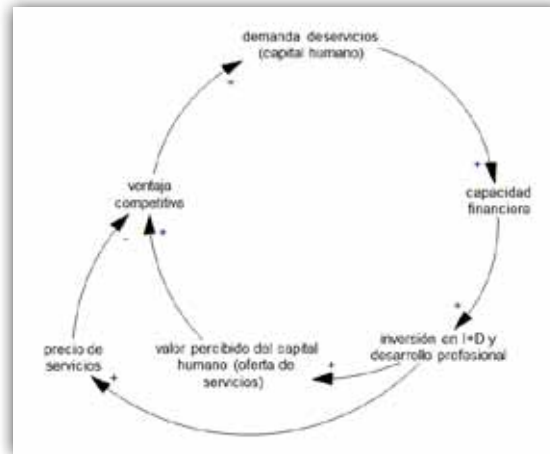 demanda deservicios
(capital humano)
ventaja
competitiva
capacidad
financiera
precio de
servicios
valor percibido del capital
humano (oferta de
servicios)
inversión en I+D y
desarrollo profesional